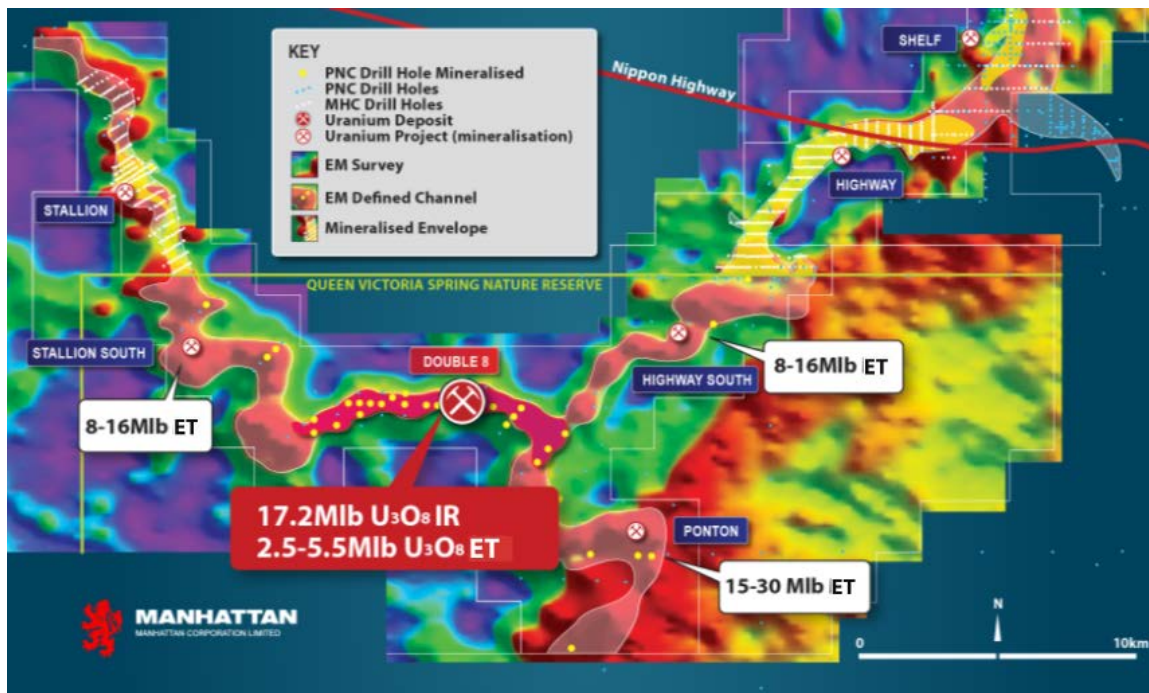 KEY
PNC Drill Hole Mineralised
PNC Drill Holes
MHC Drill Holes
Uranium Deposit
Uranium Project (mineralisation)
EM Survey
EM Defined Channel
Mineralised Envelope
SHELF
Nippon Highway
HIGHWAY
STALLION
QUEEN VICTORIA SPRING NATURE RESERVE
STALLION SOUTH
DOUBLE 8
HIGHWAY SOUTH
8-16Mlb ET
8-16Mlb ET
17.2Mlb U3O8 IR
2.5-5.5Mlb U3O8 ET
PONTON
15-30 Mlb ET
MANHATTAN
MANHATTAN CORPORATION LIMITED
N
0 10km